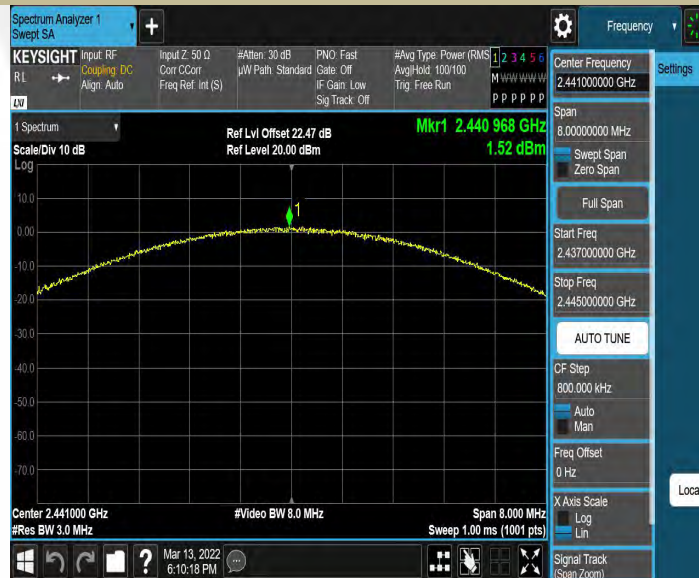 Spectrum Analyzer 1
Swept SA
+
Frequency
KEYSIGHT
RL
LXI
Input: RF
Coupling: DC
Align: Auto
Input Z: 50 Ω
Corr CCorr
Freq Ref: Int (S)
#Atten: 30 dB
µW Path: Standard
PNO: Fast
Gate: Off
IF Gain: Low
Sig Track: Off
#Avg Type: Power (RMS
Avg|Hold: 100/100
Trig: Free Run
1 2 3 4 5 6
M W W W W W
P P P P P P
1 Spectrum
Scale/Div 10 dB
Log
Ref Lvl Offset 22.47 dB
Ref Level 20.00 dBm
Mkr1 2.440 968 GHz
1.52 dBm
1
10.0
0.00
-10.0
-20.0
-30.0
-40.0
-50.0
-60.0
-70.0
Center 2.441000 GHz
#Res BW 3.0 MHz
#Video BW 8.0 MHz
Span 8.000 MHz
Sweep 1.00 ms (1001 pts)
?
Mar 13, 2022
6:10:18 PM
Center Frequency
2.441000000 GHz
Span
8.00000000 MHz
Swept Span
Zero Span
Full Span
Start Freq
2.437000000 GHz
Stop Freq
2.445000000 GHz
AUTO TUNE
CF Step
800.000 kHz
Auto
Man
Freq Offset
0 Hz
X Axis Scale
Log
Lin
Signal Track
(Span Zoom)
Settings
Loca